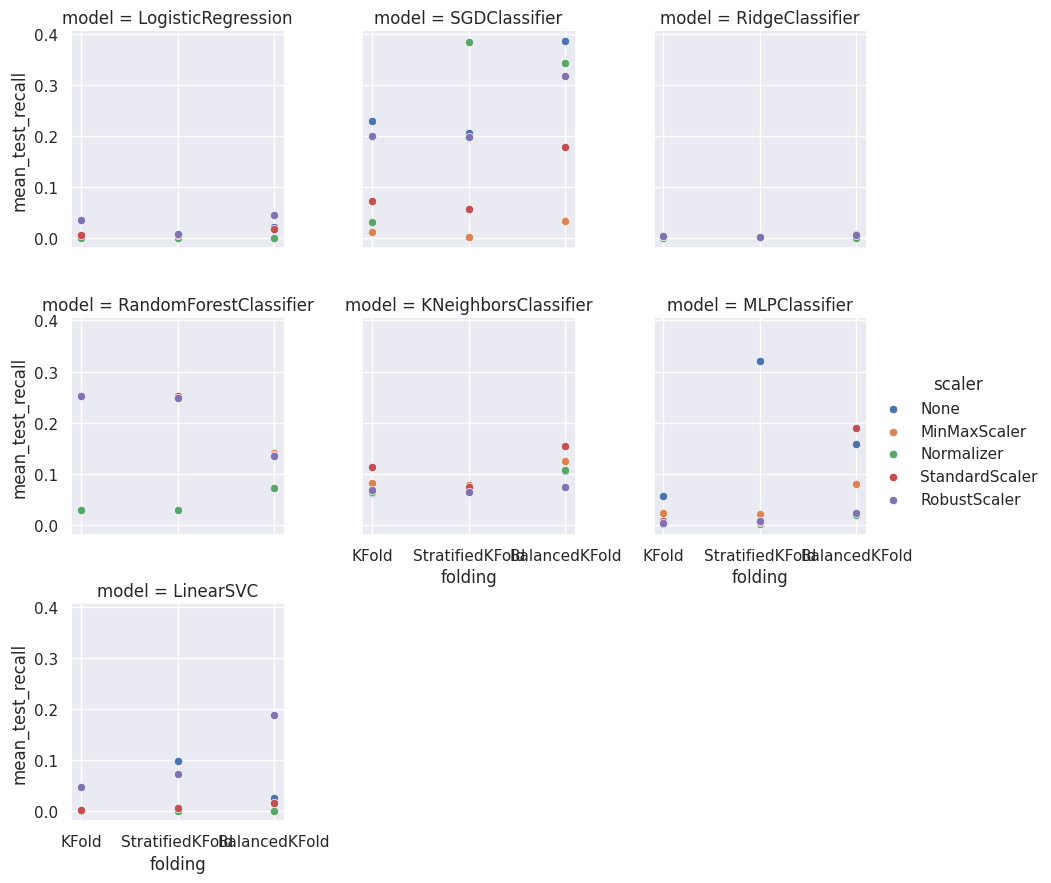 model = LogisticRegression
model = SGDClassifier
model = RidgeClassifier
0.4
0.3
0.2
0.1
0.0
mean_test_recall
model = RandomForestClassifier
model = KNeighborsClassifier
model = MLPClassifier
0.4
0.3
0.2
0.1
0.0
mean_test_recall
KFold
StratifiedKFold
BalancedKFold
folding
KFold
StratifiedKFold
BalancedKFold
folding
scaler
None
MinMaxScaler
Normalizer
StandardScaler
RobustScaler
model = LinearSVC
0.4
0.3
0.2
0.1
0.0
mean_test_recall
KFold
StratifiedKFold
BalancedKFold
folding